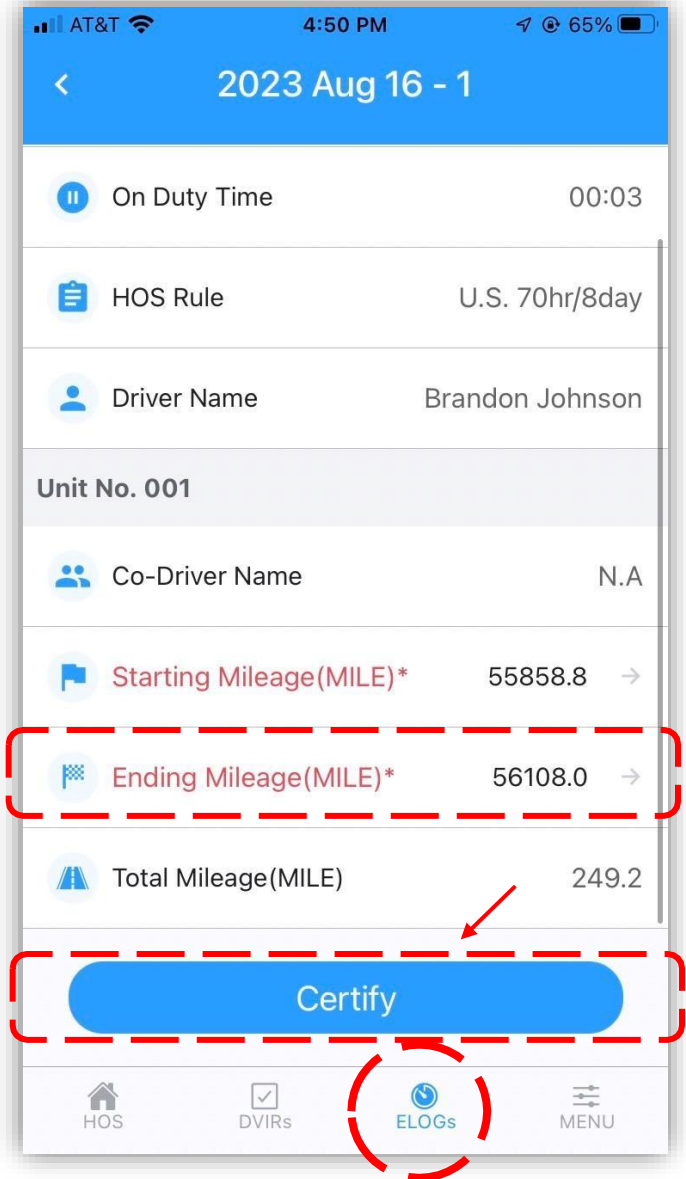 AT&T 4:50 PM 65%
2023 Aug 16 - 1
On Duty Time 00:03
HOS Rule U.S. 70hr/8day
Driver Name Brandon Johnson
Unit No. 001
Co-Driver Name N.A
Starting Mileage(MILE)* 55858.8
Ending Mileage(MILE)* 56108.0
Total Mileage(MILE) 249.2
Certify
HOS DVIRs ELOGs MENU